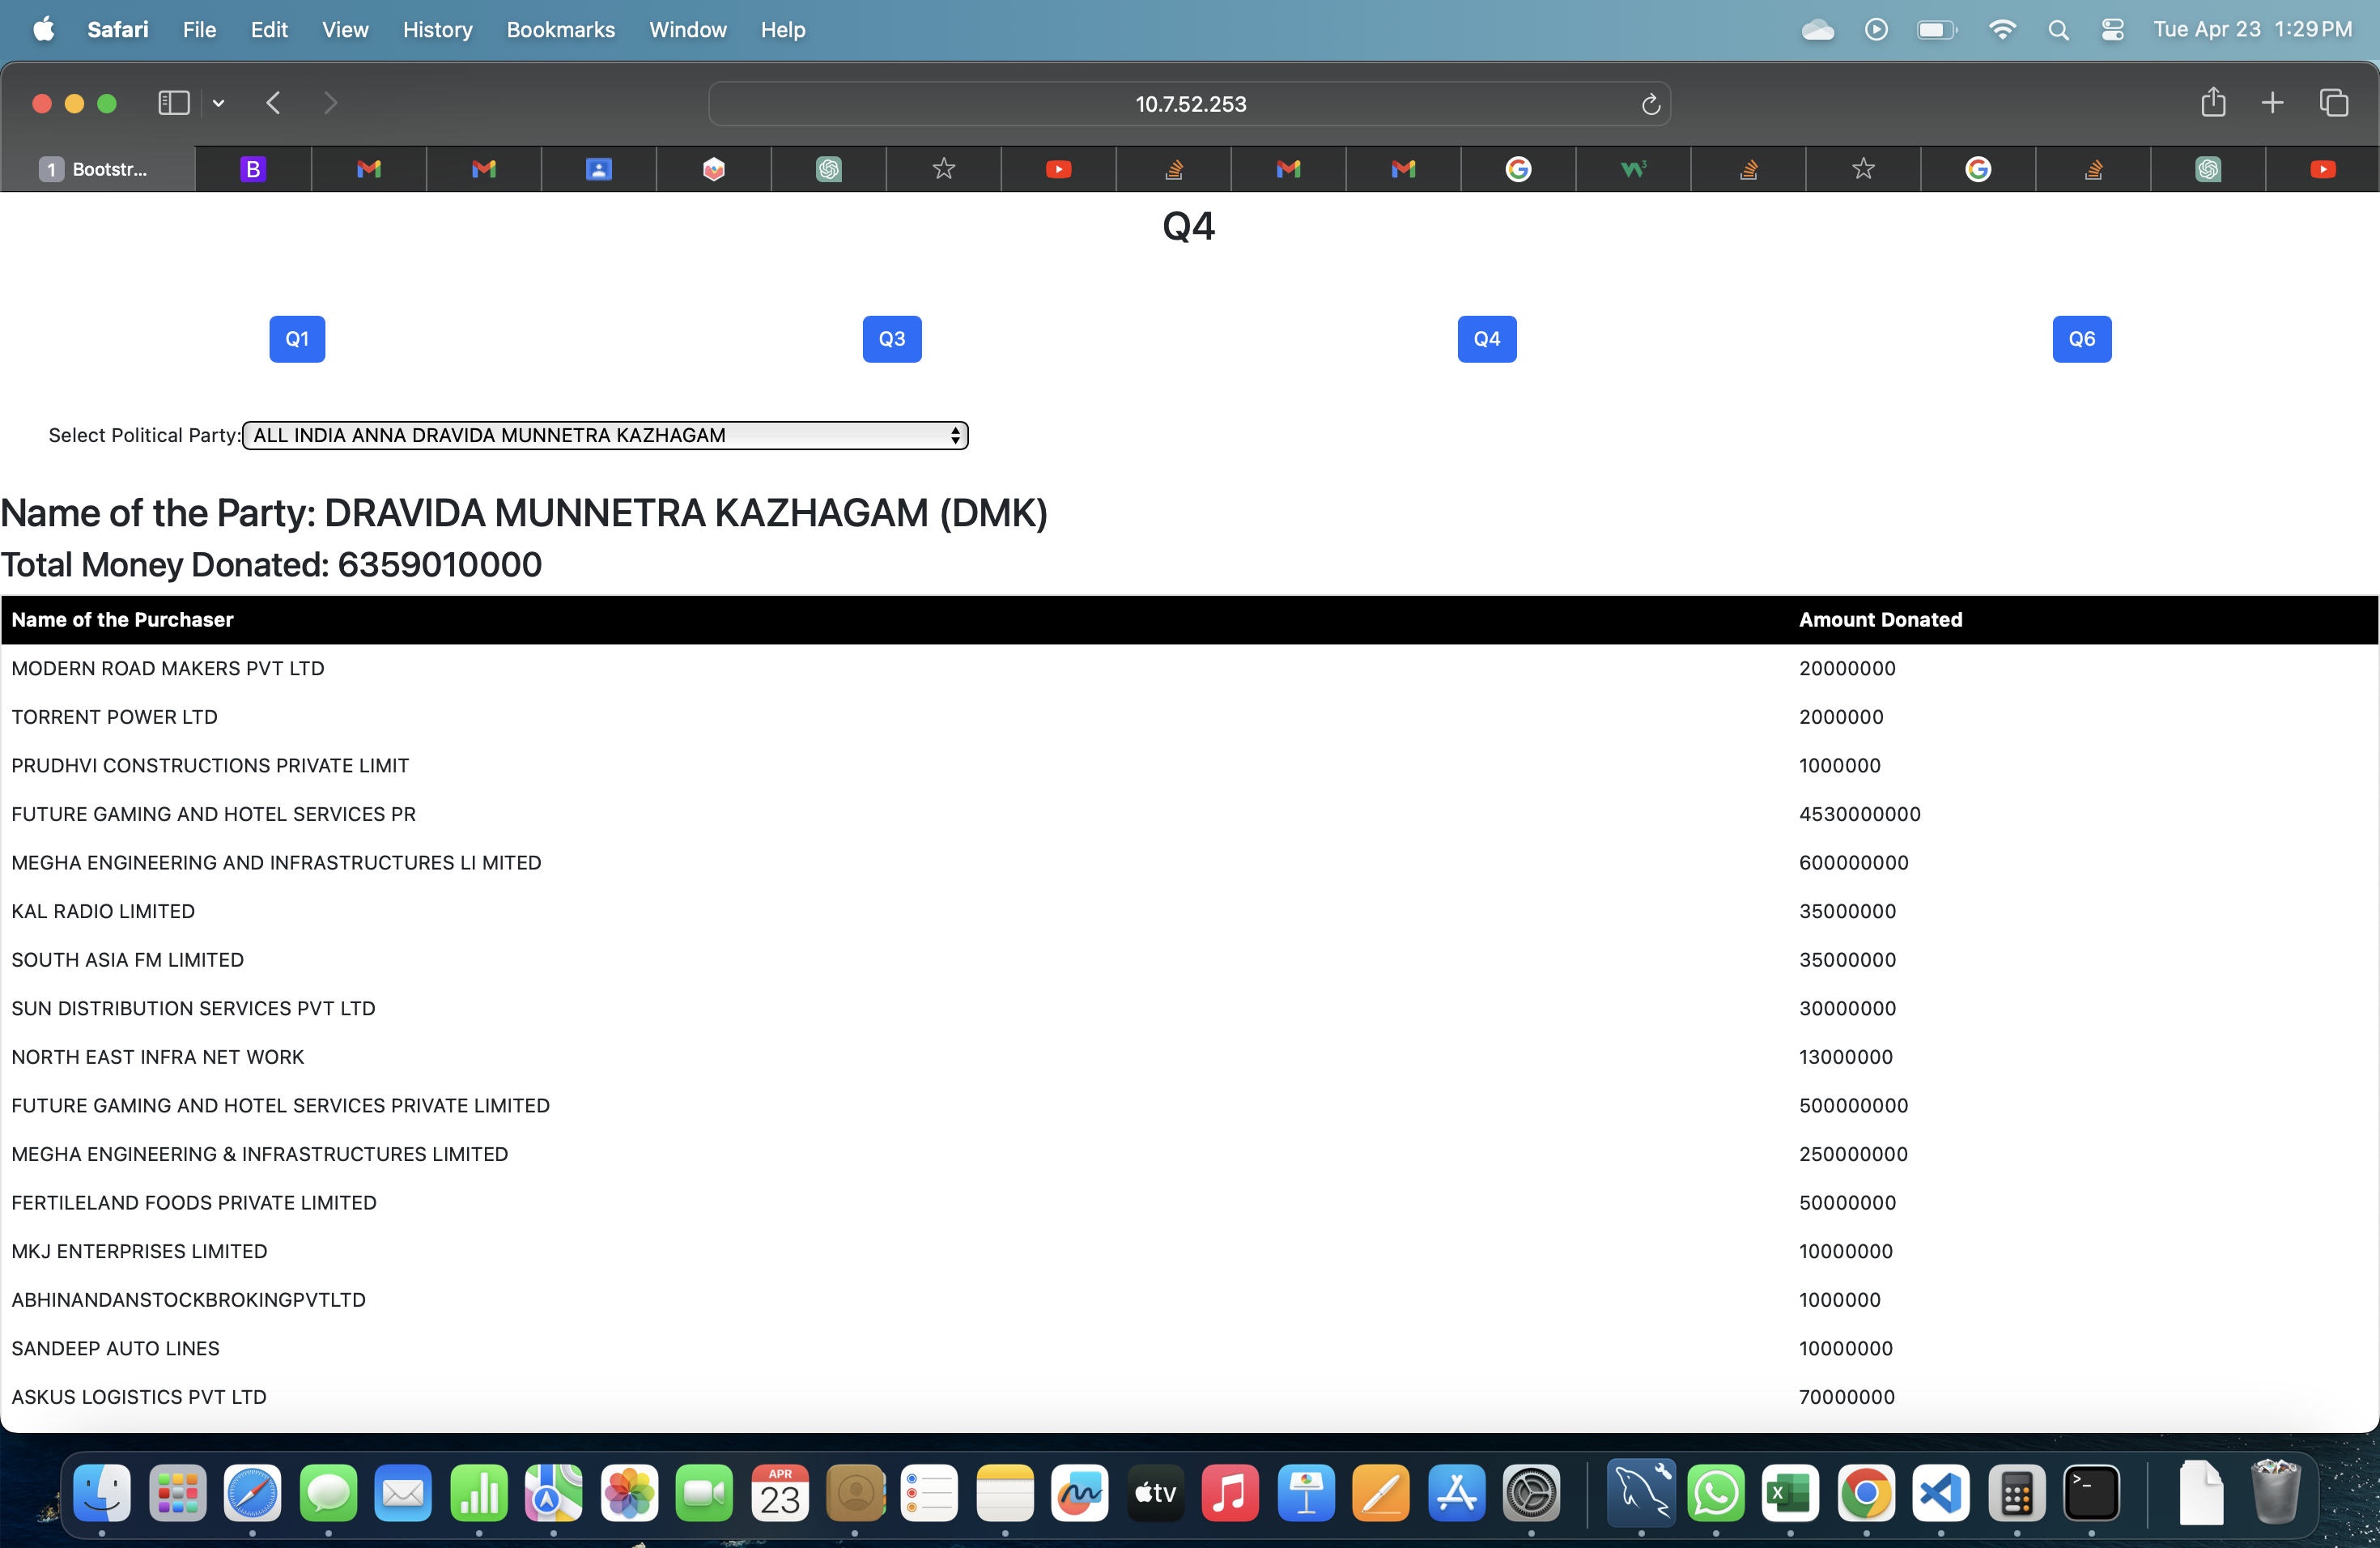 Safari File Edit View History Bookmarks Window Help Tue Apr 23 1:29 PM
10.7.52.253
1 Bootstr... B
Q4
Q1 Q3 Q4 Q6
Select Political Party: ALL INDIA ANNA DRAVIDA MUNNETRA KAZHAGAM
Name of the Party: DRAVIDA MUNNETRA KAZHAGAM (DMK)
Total Money Donated: 6359010000
Name of the Purchaser Amount Donated
MODERN ROAD MAKERS PVT LTD 20000000
TORRENT POWER LTD 2000000
PRUDHVI CONSTRUCTIONS PRIVATE LIMIT 1000000
FUTURE GAMING AND HOTEL SERVICES PR 4530000000
MEGHA ENGINEERING AND INFRASTRUCTURES LI MITED 600000000
KAL RADIO LIMITED 35000000
SOUTH ASIA FM LIMITED 35000000
SUN DISTRIBUTION SERVICES PVT LTD 30000000
NORTH EAST INFRA NET WORK 13000000
FUTURE GAMING AND HOTEL SERVICES PRIVATE LIMITED 500000000
MEGHA ENGINEERING & INFRASTRUCTURES LIMITED 250000000
FERTILELAND FOODS PRIVATE LIMITED 50000000
MKJ ENTERPRISES LIMITED 10000000
ABHINANDANSTOCKBROKINGPVTLTD 1000000
SANDEEP AUTO LINES 10000000
ASKUS LOGISTICS PVT LTD 70000000
APR
23
tv